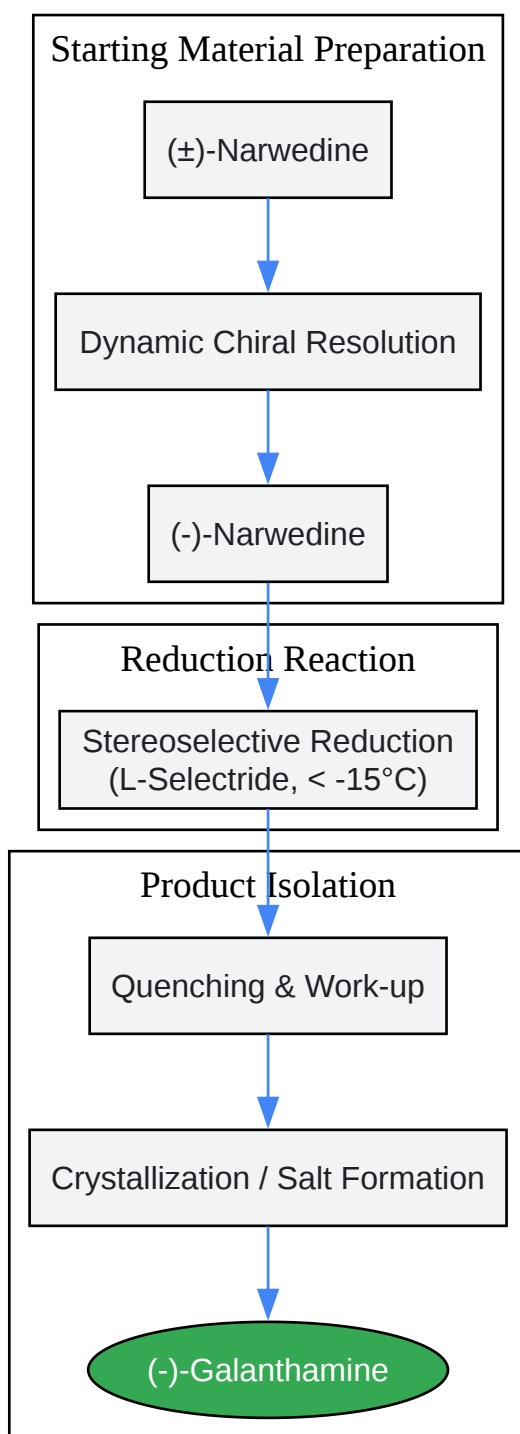 Starting Material Preparation
(±)-Narwedine
Dynamic Chiral Resolution
(-)-Narwedine
Reduction Reaction
Stereoselective Reduction
(L-Selectride, < -15°C)
Product Isolation
Quenching & Work-up
Crystallization / Salt Formation
(-)-Galanthamine